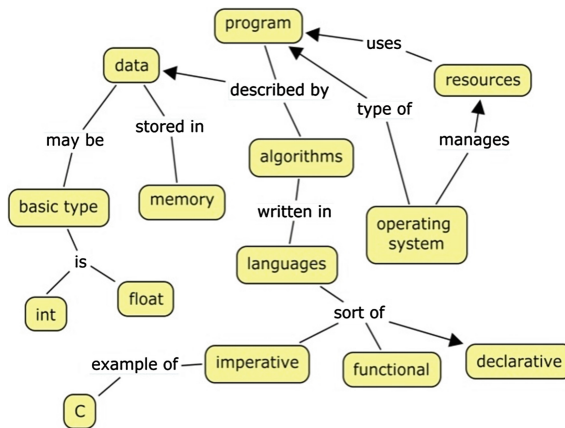 program
uses
data
resources
described by
type of
stored in
may be
manages
algorithms
memory
basic type
written in
operating
system
languages
is
float
int
sort of
example of
imperative
functional
declarative
C